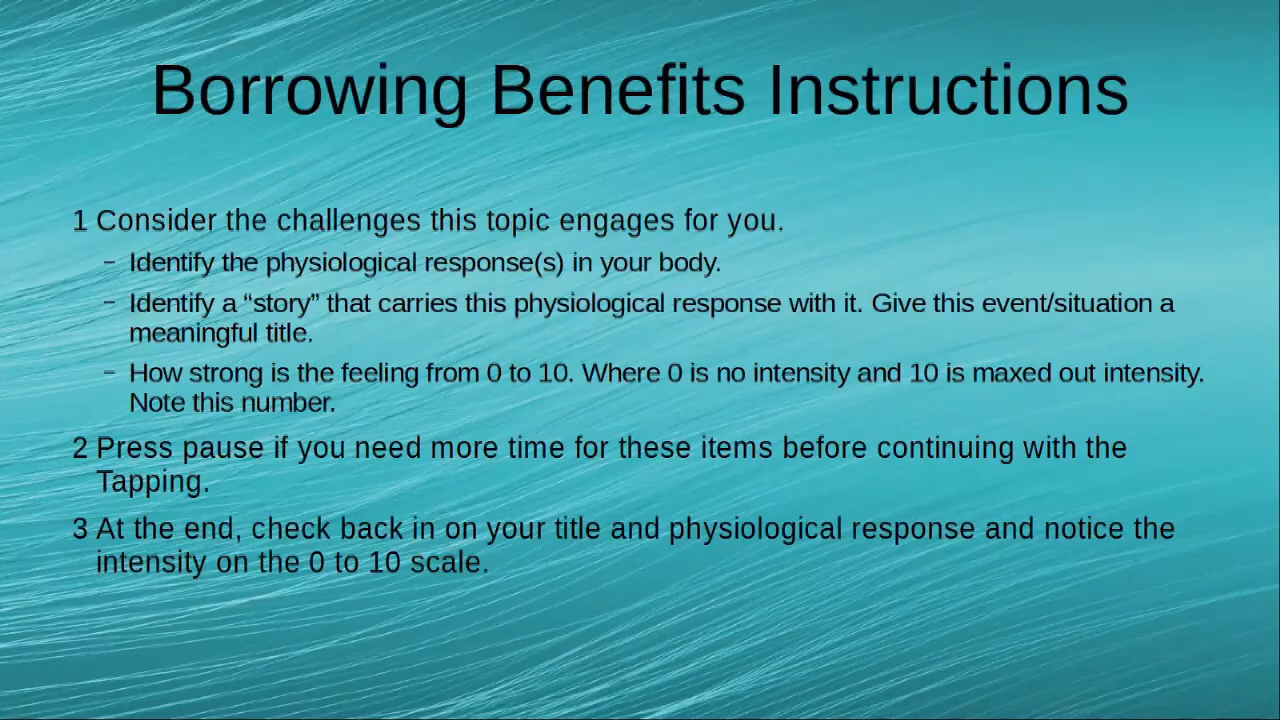 Borrowing Benefits Instructions
1 Consider the challenges this topic engages for you.
– Identify the physiological response(s) in your body.
– Identify a “story” that carries this physiological response with it. Give this event/situation a
meaningful title.
– How strong is the feeling from 0 to 10. Where 0 is no intensity and 10 is maxed out intensity.
Note this number.
2 Press pause if you need more time for these items before continuing with the
Tapping.
3 At the end, check back in on your title and physiological response and notice the
intensity on the 0 to 10 scale.